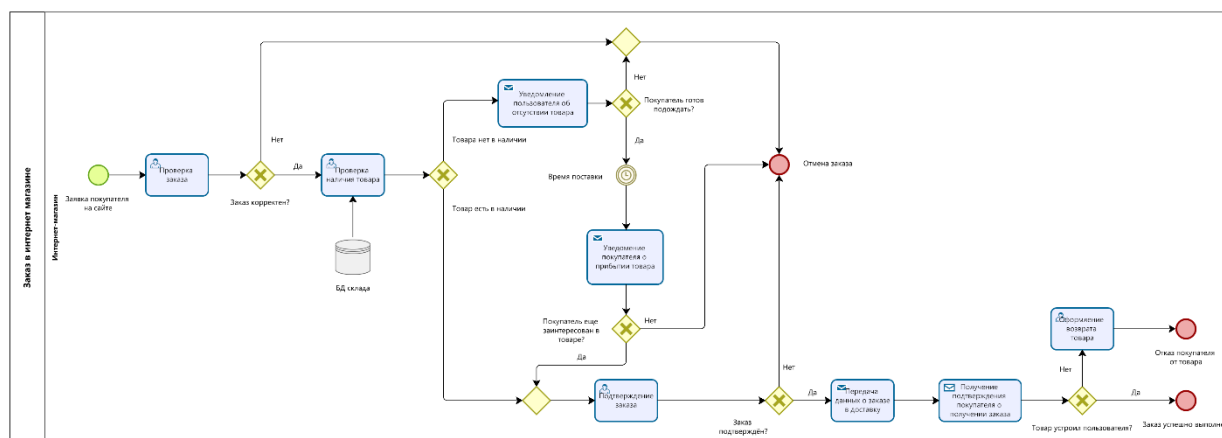 Заказ в интернет магазине
Интернет-магазин
Заявка покупателя
на сайте
Проверка
заказа
Заказ корректен?
Нет
Да
Проверка
наличия товара
БД склада
Товара нет в наличии
Товар есть в наличии
Уведомление
пользователя об
отсутствии товара
Покупатель готов
подождать?
Нет
Да
Время поставки
Уведомление
покупателя о
прибытии товара
Покупатель еще
заинтересован в
товаре?
Нет
Да
Отмена заказа
Подтверждение
заказа
Заказ
подтверждён?
Нет
Да
Передача
данных о заказе
в доставку
Получение
подтверждения
покупателя о
получении заказа
Товар устроил пользователя?
Нет
Да
Оформление
возврата
товара
Отказ покупателя
от товара
Заказ успешно выполне